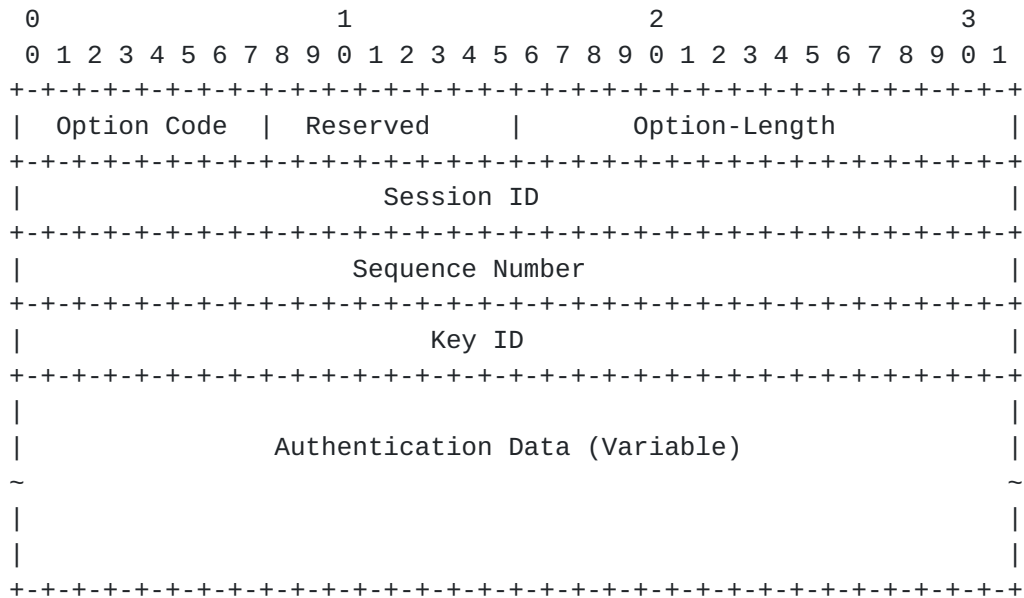 0                   1                   2                   3
 0 1 2 3 4 5 6 7 8 9 0 1 2 3 4 5 6 7 8 9 0 1 2 3 4 5 6 7 8 9 0 1
+-+-+-+-+-+-+-+-+-+-+-+-+-+-+-+-+-+-+-+-+-+-+-+-+-+-+-+-+-+-+-+-+
|  Option Code  |  Reserved     |       Option-Length           |
+-+-+-+-+-+-+-+-+-+-+-+-+-+-+-+-+-+-+-+-+-+-+-+-+-+-+-+-+-+-+-+-+
|                       Session ID                              |
+-+-+-+-+-+-+-+-+-+-+-+-+-+-+-+-+-+-+-+-+-+-+-+-+-+-+-+-+-+-+-+-+
|                     Sequence Number                           |
+-+-+-+-+-+-+-+-+-+-+-+-+-+-+-+-+-+-+-+-+-+-+-+-+-+-+-+-+-+-+-+-+
|                          Key ID                               |
+-+-+-+-+-+-+-+-+-+-+-+-+-+-+-+-+-+-+-+-+-+-+-+-+-+-+-+-+-+-+-+-+
|                                                               |
|                Authentication Data (Variable)                 |
~                                                               ~
|                                                               |
|                                                               |
+-+-+-+-+-+-+-+-+-+-+-+-+-+-+-+-+-+-+-+-+-+-+-+-+-+-+-+-+-+-+-+-+